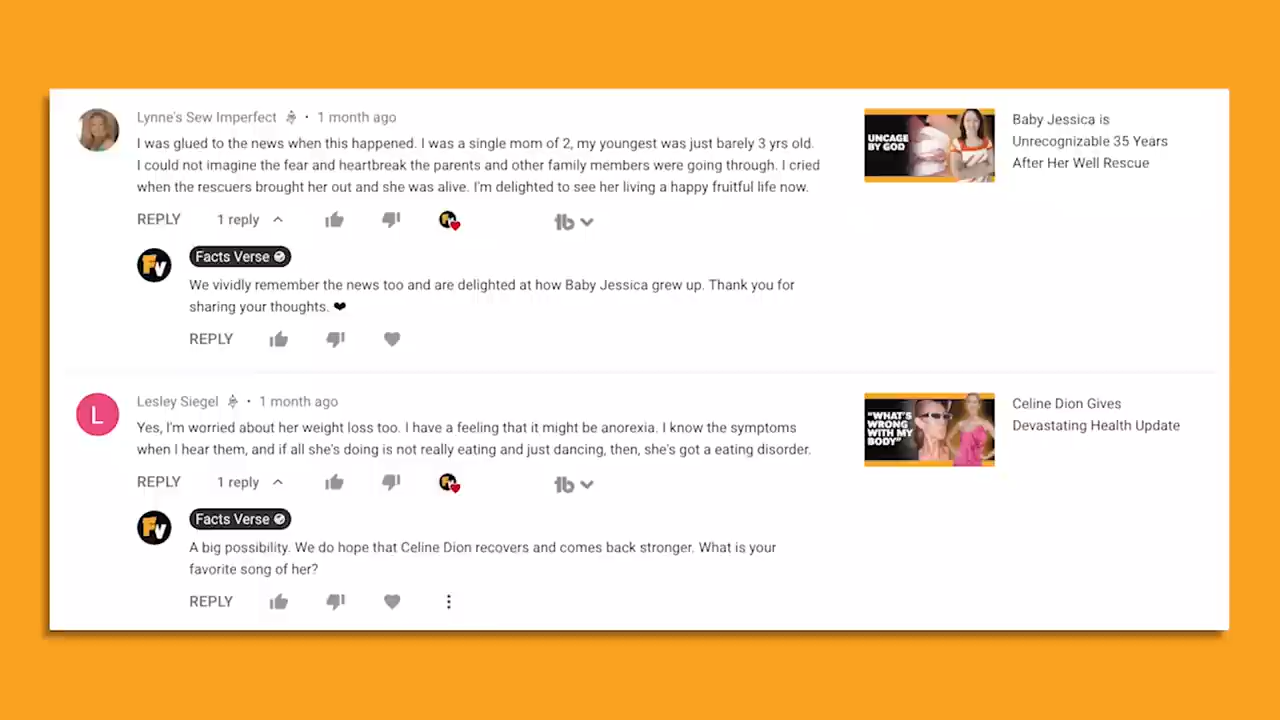 Lynne's Sew Imperfect · 1 month ago
I was glued to the news when this happened. I was a single mom of 2, my youngest was just barely 3 yrs old.
I could not imagine the fear and heartbreak the parents and other family members were going through. I cried
when the rescuers brought her out and she was alive. I'm delighted to see her living a happy fruitful life now.
REPLY 1 reply
UNCAGE
BY GOD
Baby Jessica is
Unrecognizable 35 Years
After Her Well Rescue
Fv
Facts Verse
We vividly remember the news too and are delighted at how Baby Jessica grew up. Thank you for
sharing your thoughts. ❤
REPLY
L
Lesley Siegel · 1 month ago
Yes, I'm worried about her weight loss too. I have a feeling that it might be anorexia. I know the symptoms
when I hear them, and if all she's doing is not really eating and just dancing, then, she's got a eating disorder.
REPLY 1 reply
"WHAT'S
WRONG
WITH MY
BODY"
Celine Dion Gives
Devastating Health Update
Fv
Facts Verse
A big possibility. We do hope that Celine Dion recovers and comes back stronger. What is your
favorite song of her?
REPLY